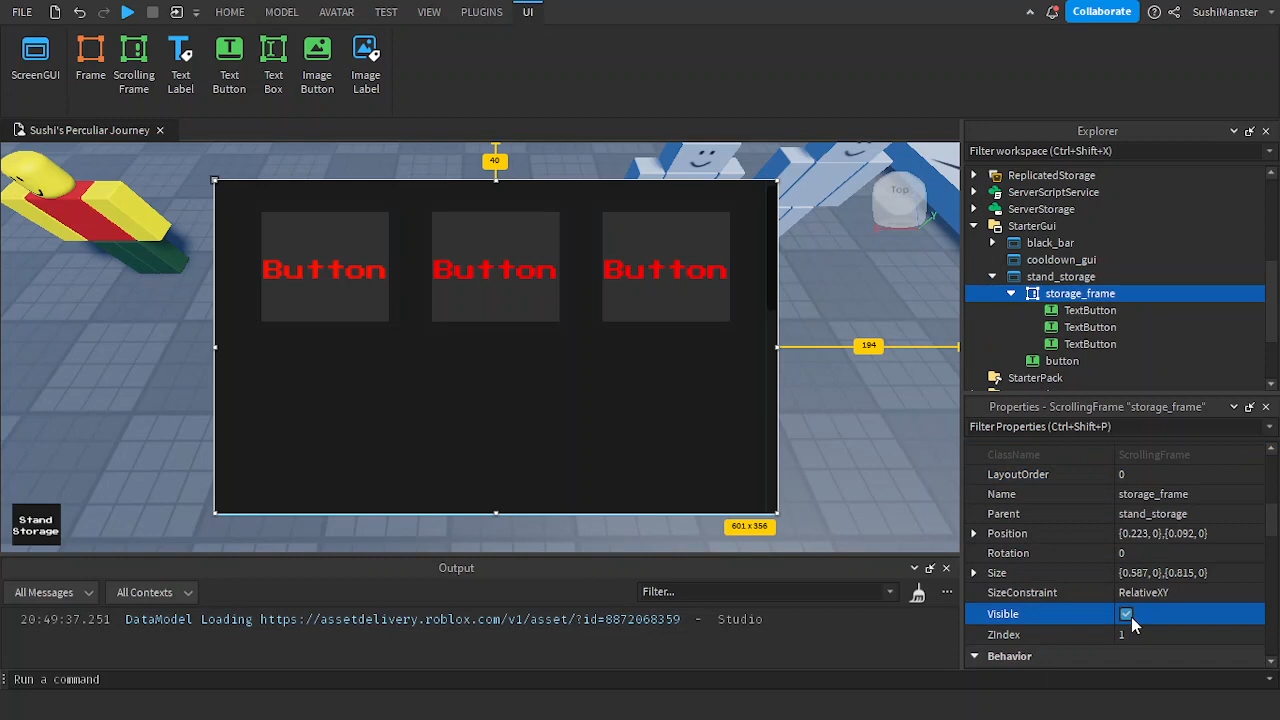 FILE HOME MODEL AVATAR TEST VIEW PLUGINS UI Collaborate SushiManster
ScreenGUI Frame Scrolling Frame Text Label Text Button Text Box Image Button Image Label
Sushi's Peculiar Journey
40
Top
Y
Button Button Button
194
Stand
Storage
601 x 356
Explorer
Filter workspace (Ctrl+Shift+X)
ReplicatedStorage
ServerScriptService
ServerStorage
StarterGui
black_bar
cooldown_gui
stand_storage
storage_frame
TextButton
TextButton
TextButton
button
StarterPack
Properties - ScrollingFrame "storage_frame"
Filter Properties (Ctrl+Shift+P)
ClassName ScrollingFrame
LayoutOrder 0
Name storage_frame
Parent stand_storage
Position {0.223, 0},{0.092, 0}
Rotation 0
Size {0.587, 0},{0.815, 0}
SizeConstraint RelativeXY
Visible
ZIndex 1
Behavior
Output
All Messages All Contexts Filter... ...
20:49:37.251 DataModel Loading https://assetdelivery.roblox.com/v1/asset/?id=8872068359 - Studio
Run a command